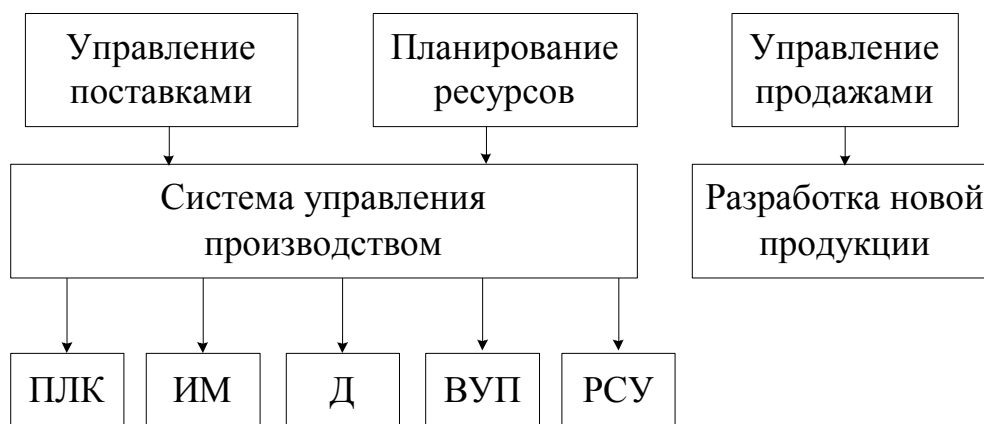 Управление
поставками
Планирование
ресурсов
Управление
продажами
Система управления
производством
Разработка новой
продукции
ПЛК
ИМ
Д
ВУП
РСУ